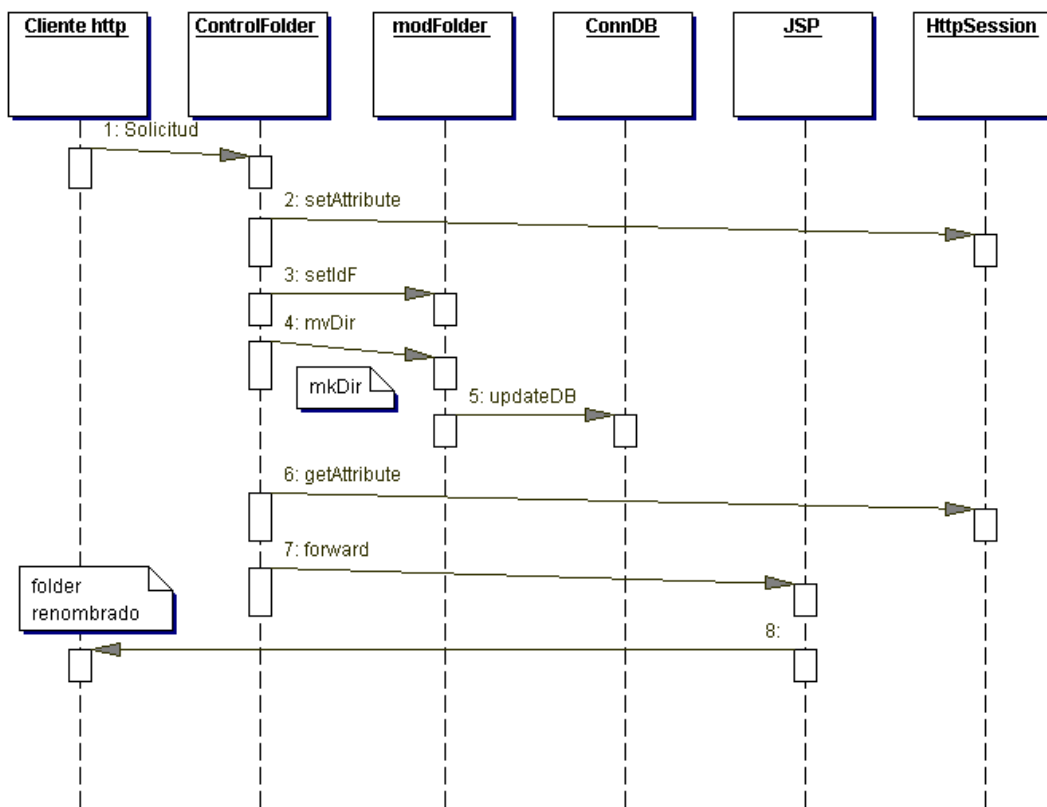 Cliente http
ControlFolder
modFolder
ConnDB
JSP
HttpSession
1: Solicitud
2: setAttribute
3: setIdF
4: mvDir
mkDir
5: updateDB
6: getAttribute
7: forward
folder
renombrado
8: